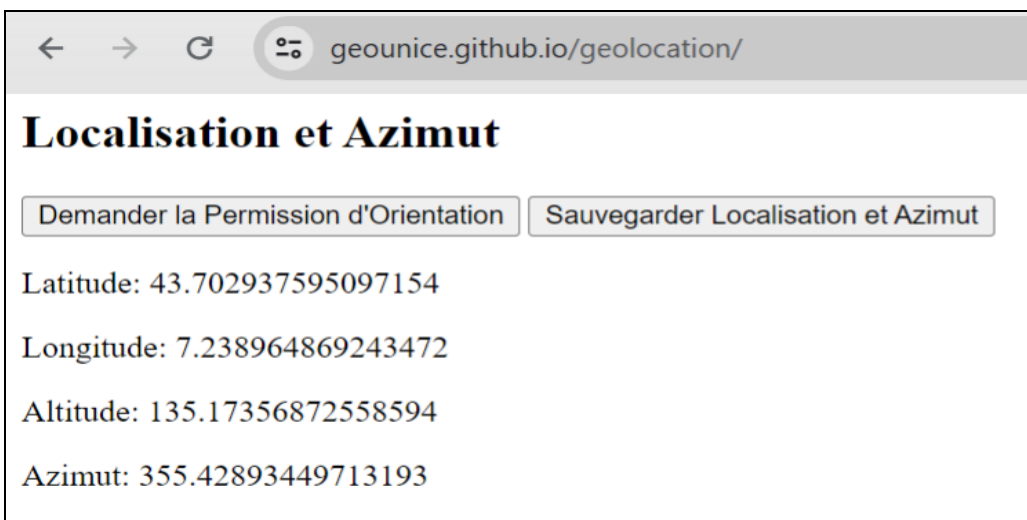 geounice.github.io/geolocation/
Localisation et Azimut
Demander la Permission d'Orientation Sauvegarder Localisation et Azimut
Latitude: 43.702937595097154
Longitude: 7.238964869243472
Altitude: 135.17356872558594
Azimut: 355.42893449713193